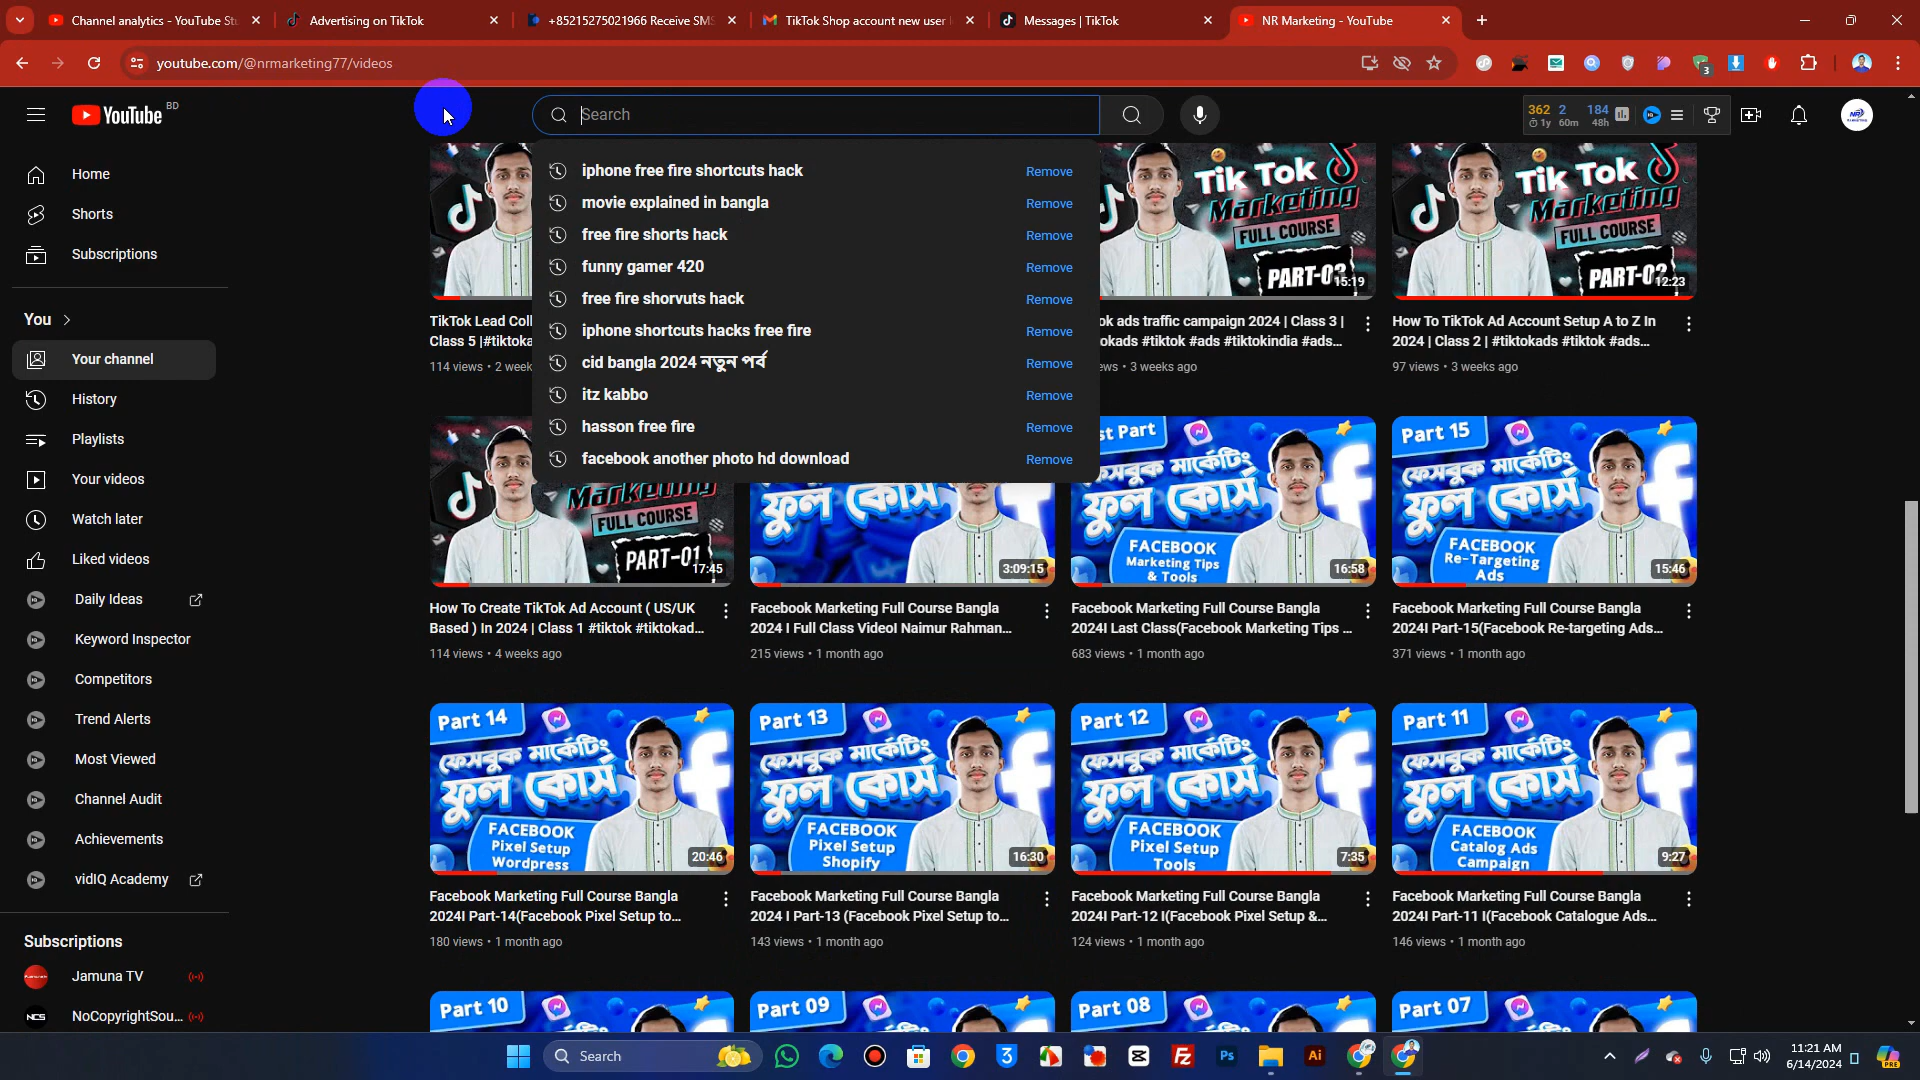 Channel analytics - YouTube Stu
Advertising on TikTok
+85215275021966 Receive SMS
TikTok Shop account new user l
Messages | TikTok
NR Marketing - YouTube
youtube.com/@nrmarketing77/videos
3
YouTube BD
Search
362 2 184
1y 60m 48h
Home
Shorts
Subscriptions
You
Your channel
History
Playlists
Your videos
Watch later
Liked videos
Daily Ideas
Keyword Inspector
Competitors
Trend Alerts
Most Viewed
Channel Audit
Achievements
vidIQ Academy
Subscriptions
Jamuna TV
NCS NoCopyrightSou...
iphone free fire shortcuts hack Remove
movie explained in bangla Remove
free fire shorts hack Remove
funny gamer 420 Remove
free fire shorvuts hack Remove
iphone shortcuts hacks free fire Remove
cid bangla 2024 নতুন পর্ব Remove
itz kabbo Remove
hasson free fire Remove
facebook another photo hd download Remove
Tik Tok
Marketing
FULL COURSE
PART-03
15:19
Tik Tok
Marketing
FULL COURSE
PART-02
12:23
TikTok Lead Coll
Class 5 |#tiktoka
114 views • 2 week
ok ads traffic campaign 2024 | Class 3 |
okads #tiktok #ads #tiktokindia #ads...
ews • 3 weeks ago
How To TikTok Ad Account Setup A to Z In
2024 | Class 2 | #tiktokads #tiktok #ads...
97 views • 3 weeks ago
Marketing
FULL COURSE
PART-01
17:45
ফুল কোর্স
3:09:15
st Part
ফেসবুক মার্কেটিং
ফুল কোর্স
FACEBOOK
Marketing Tips
& Tools
16:58
Part 15
ফেসবুক মার্কেটিং
ফুল কোর্স
FACEBOOK
Re-Targeting
Ads
15:46
How To Create TikTok Ad Account ( US/UK
Based ) In 2024 | Class 1 #tiktok #tiktokad...
114 views • 4 weeks ago
Facebook Marketing Full Course Bangla
2024 I Full Class Videol Naimur Rahman...
215 views • 1 month ago
Facebook Marketing Full Course Bangla
2024I Last Class(Facebook Marketing Tips ...
683 views • 1 month ago
Facebook Marketing Full Course Bangla
2024I Part-15(Facebook Re-targeting Ads...
371 views • 1 month ago
Part 14
ফেসবুক মার্কেটিং
ফুল কোর্স
FACEBOOK
Pixel Setup
Wordpress
20:46
Part 13
ফেসবুক মার্কেটিং
ফুল কোর্স
FACEBOOK
Pixel Setup
Shopify
16:30
Part 12
ফেসবুক মার্কেটিং
ফুল কোর্স
FACEBOOK
Pixel Setup
Tools
7:35
Part 11
ফেসবুক মার্কেটিং
ফুল কোর্স
FACEBOOK
Catalog Ads
Campaign
9:27
Facebook Marketing Full Course Bangla
2024I Part-14(Facebook Pixel Setup to...
180 views • 1 month ago
Facebook Marketing Full Course Bangla
2024 I Part-13 (Facebook Pixel Setup to...
143 views • 1 month ago
Facebook Marketing Full Course Bangla
2024I Part-12 I(Facebook Pixel Setup &...
124 views • 1 month ago
Facebook Marketing Full Course Bangla
2024I Part-11 I(Facebook Catalogue Ads...
146 views • 1 month ago
Part 10
Part 09
Part 08
Part 07
Search
Ps
Ai
11:21 AM
6/14/2024